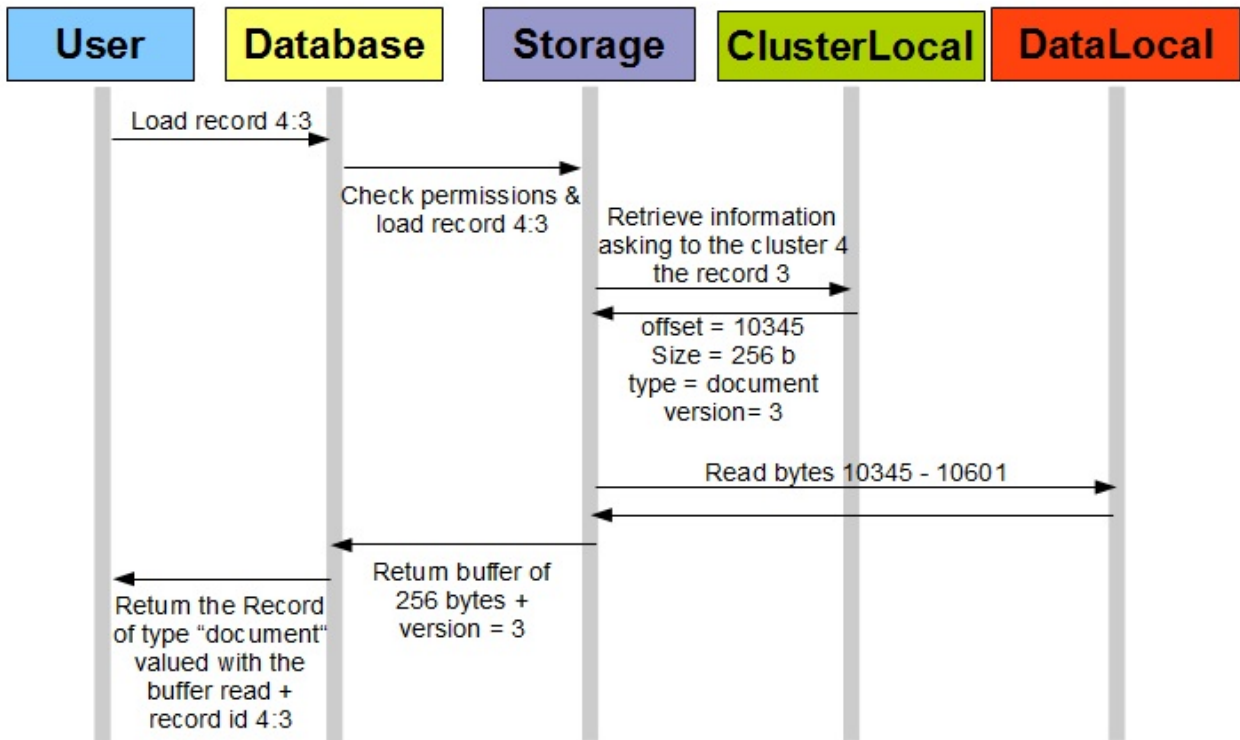 User
Database
Storage
ClusterLocal
DataLocal
Load record 4:3
Check permissions &
load record 4:3
Retrieve information
asking to the cluster 4
the record 3
offset = 10345
Size = 256 b
type = document
version= 3
Read bytes 10345 - 10601
Return buffer of
256 bytes +
version = 3
Return the Record
of type “document“
valued with the
buffer read +
record id 4:3